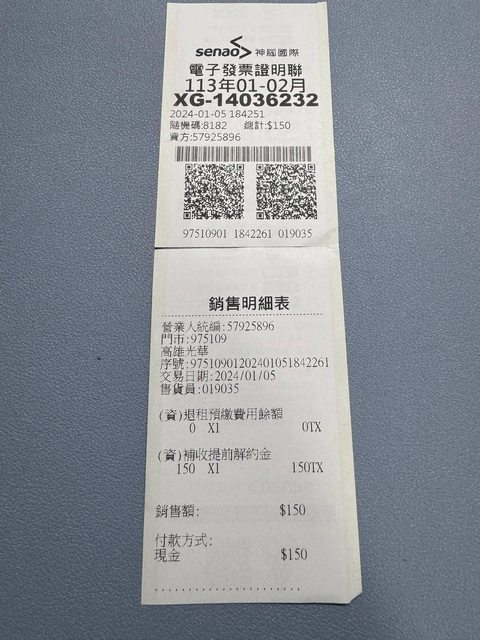 senao 神腦國際
電子發票證明聯
113年01-02月
XG-14036232
2024-01-05 184251
隨機碼:8182 總計:$150
賣方:57925896
97510901 1842261 019035
銷售明細表
營業人統編:57925896
門市:975109
高雄光華
序號:97510901202401051842261
交易日期:2024/01/05
售貨員:019035
(資)退租預繳費用餘額
0 X1 0TX
(資)補收提前解約金
150 X1 150TX
銷售額: $150
付款方式:
現金 $150